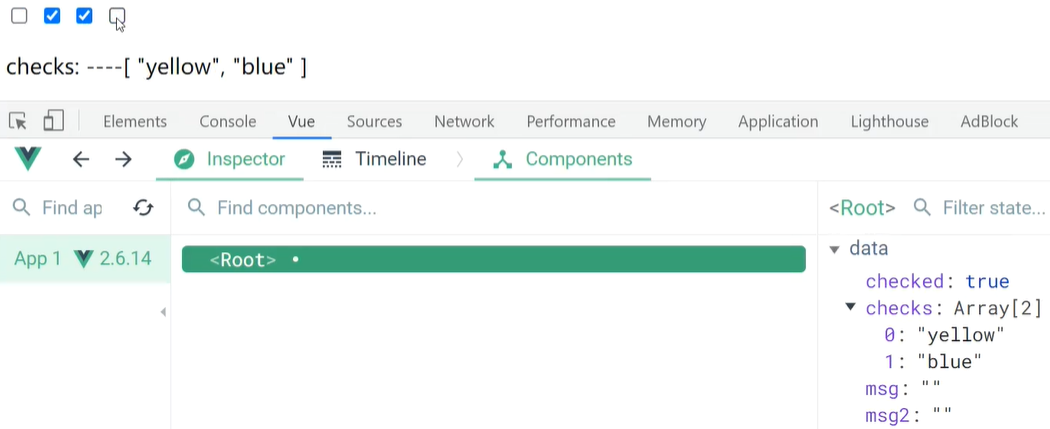 checks: ----[ "yellow", "blue" ]
Elements Console Vue Sources Network Performance Memory Application Lighthouse AdBlock
Inspector Timeline Components
Find ap Find components... <Root> Filter state...
App 1 2.6.14 <Root> data
checked: true
checks: Array[2]
0: "yellow"
1: "blue"
msg: ""
msg2: ""